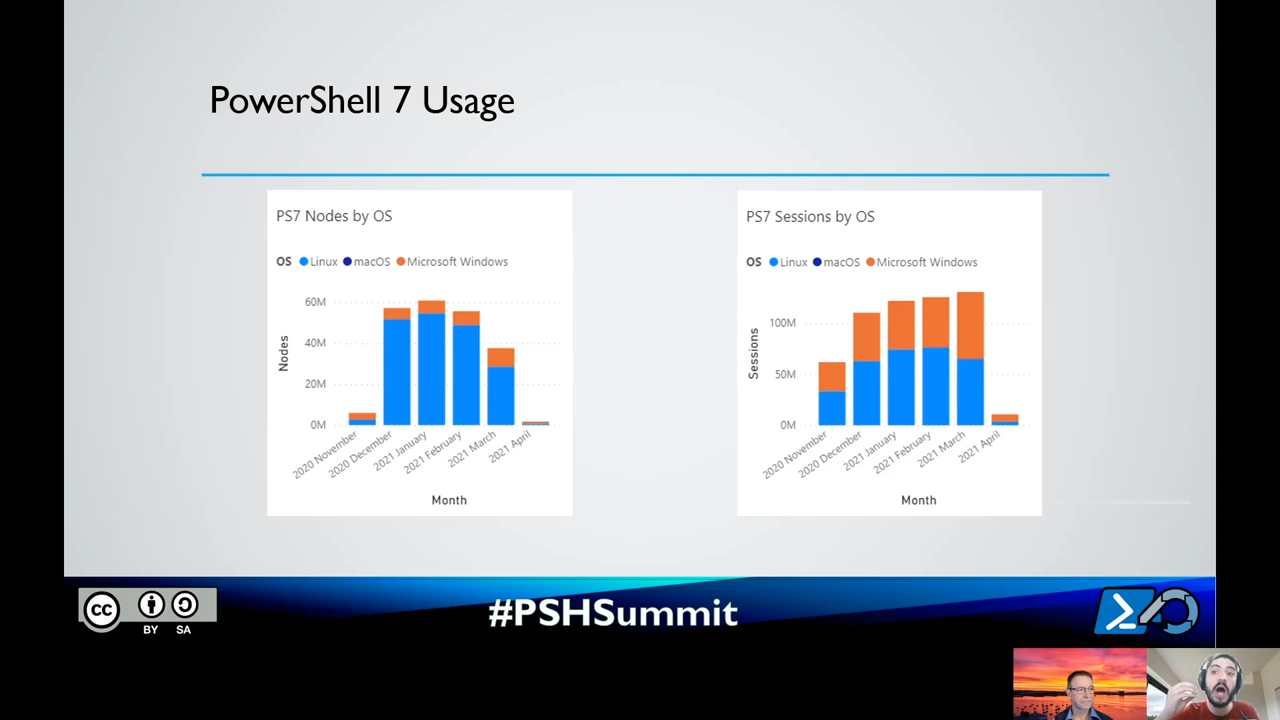 PowerShell 7 Usage
PS7 Nodes by OS
OS Linux macOS Microsoft Windows
60M
40M
20M
0M
Nodes
2020 November
2020 December
2021 January
2021 February
2021 March
2021 April
Month
PS7 Sessions by OS
OS Linux macOS Microsoft Windows
100M
50M
0M
Sessions
2020 November
2020 December
2021 January
2021 February
2021 March
2021 April
Month
cc
BY SA
#PSHSummit